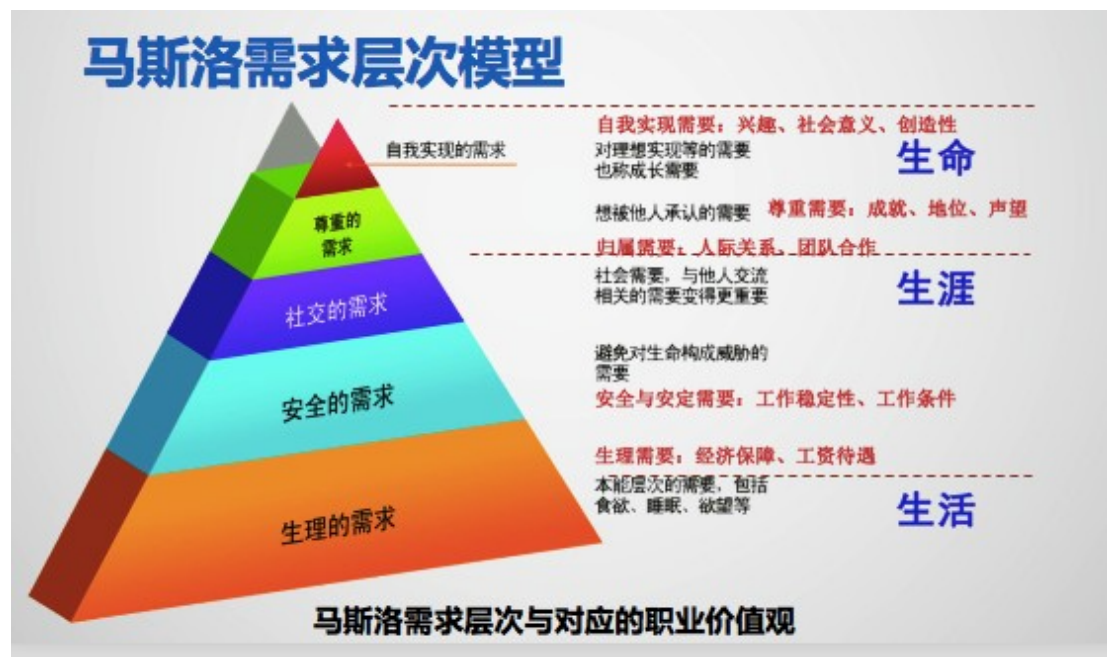 马斯洛需求层次模型
自我实现的需求
尊重的
需求
社交的需求
安全的需求
生理的需求
自我实现需要：兴趣、社会意义、创造性
对理想实现等的需要
也称成长需要
生命
想被他人承认的需要
尊重需要：成就、地位、声望
归属需要：人际关系、团队合作
社会需要，与他人交流
相关的需要变得更重要
生涯
避免对生命构成威胁的
需要
安全与安定需要：工作稳定性、工作条件
生理需要：经济保障、工资待遇
本能层次的需要，包括
食欲、睡眠、欲望等
生活
马斯洛需求层次与对应的职业价值观